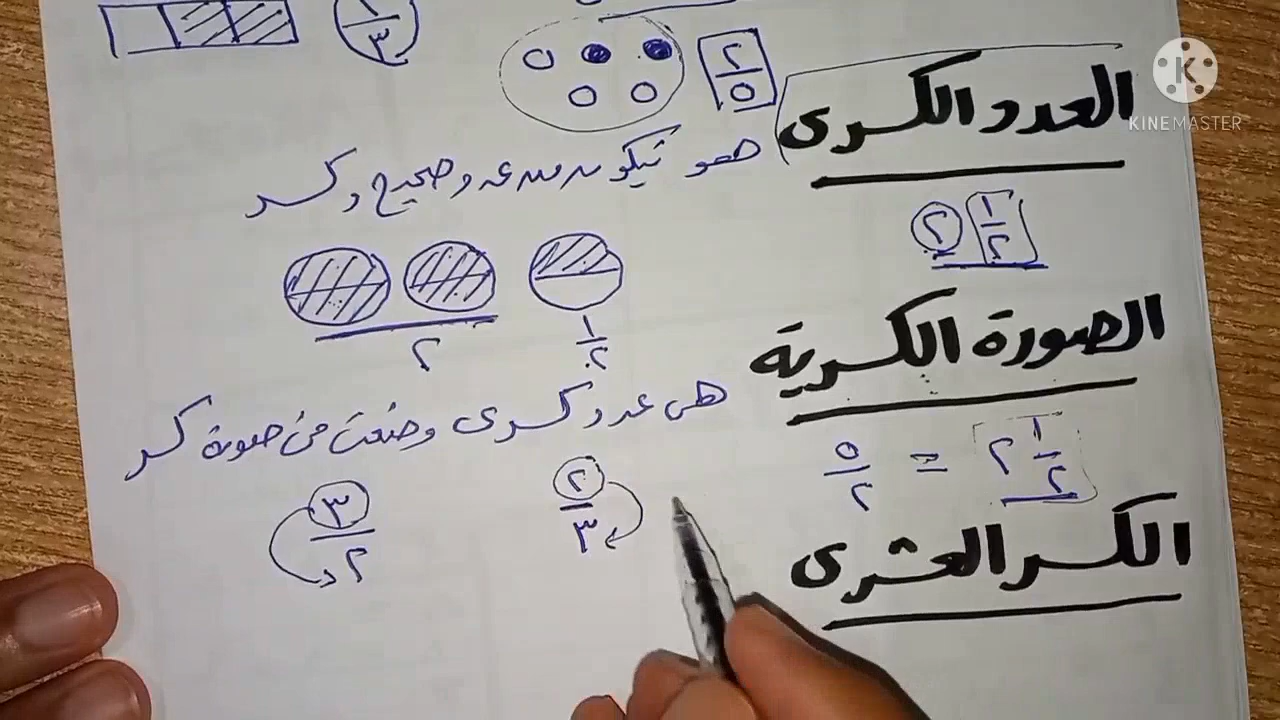 ١/٣
٢/٥
العدد الكسرى
هو يتكون من عدد صحيح وكسر
٢ ١/٢
٢
١/٢
الصورة الكسرية
هى عدد كسرى وضعت فى صورة كسر
٥/٢ = ٢ ١/٢
٢/٣
٣/٢
الكسر العشرى
KINEMASTER